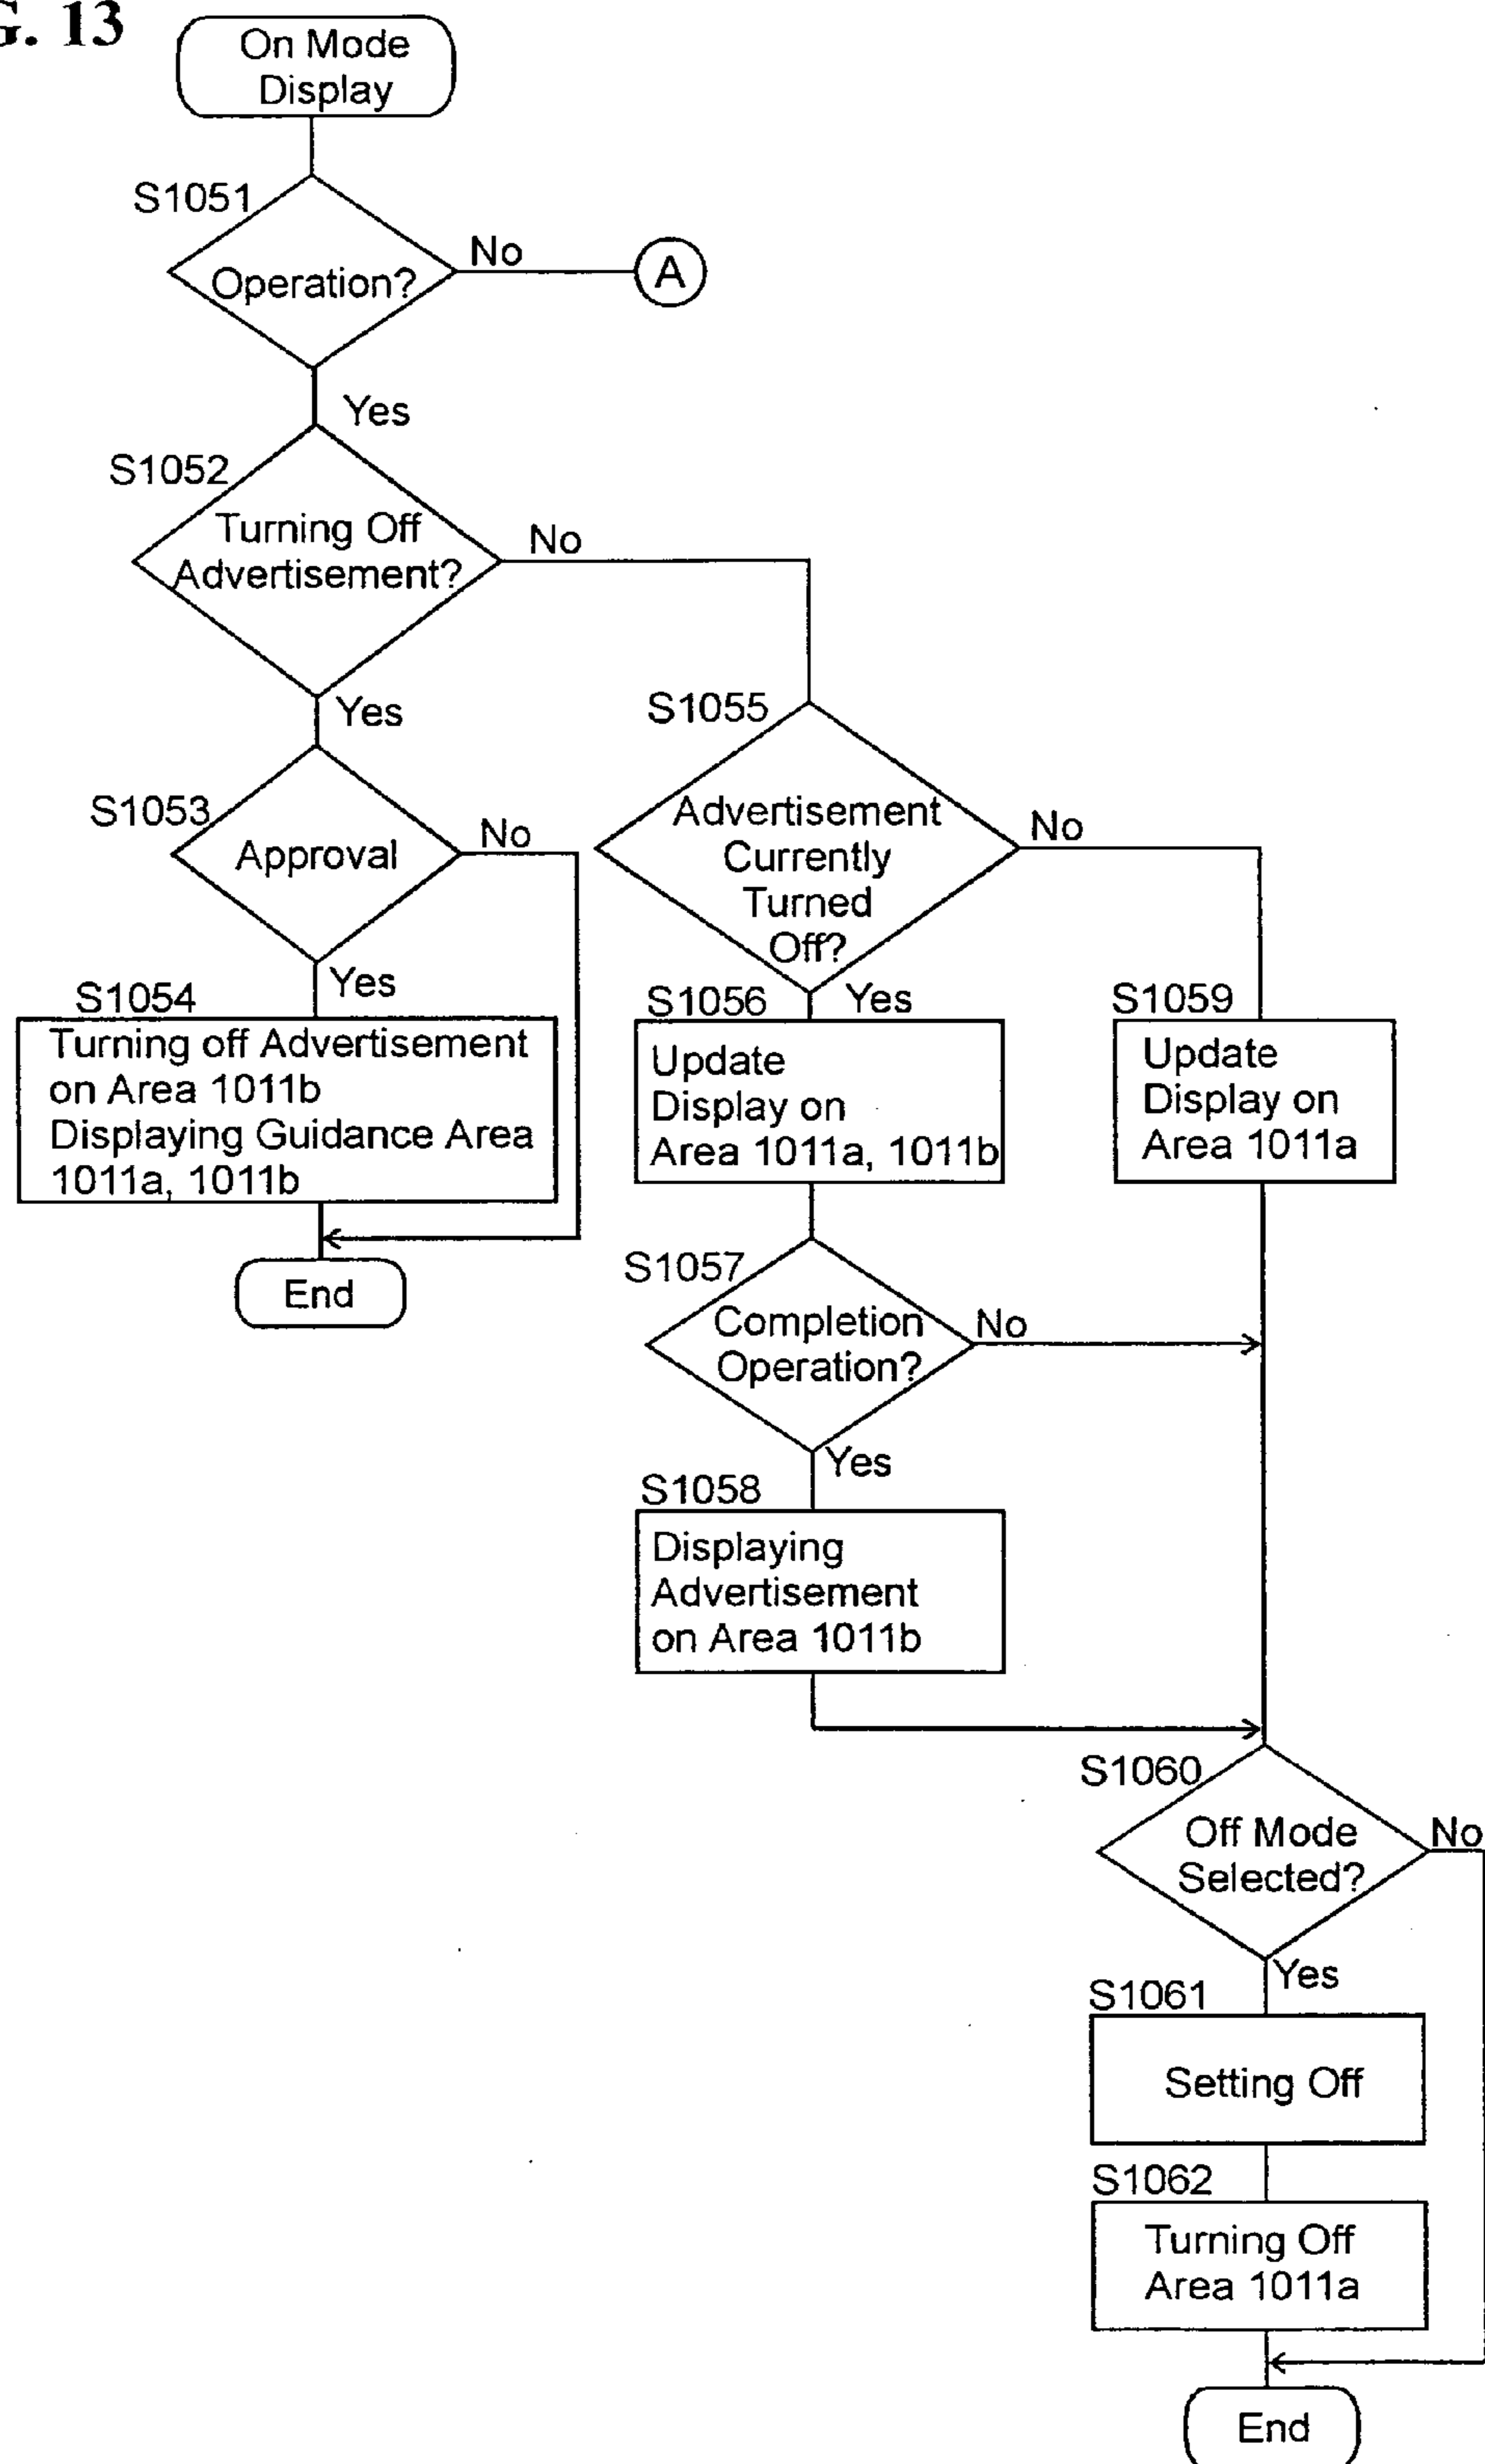 G. 13
On Mode
Display
S1051
Operation?
No
A
Yes
S1052
Turning Off
Advertisement?
No
Yes
S1053
Approval
No
Yes
S1054
Turning off Advertisement
on Area 1011b
Displaying Guidance Area
1011a, 1011b
End
S1055
Advertisement
Currently
Turned
Off?
No
Yes
S1056
Update
Display on
Area 1011a, 1011b
S1059
Update
Display on
Area 1011a
S1057
Completion
Operation?
No
Yes
S1058
Displaying
Advertisement
on Area 1011b
S1060
Off Mode
Selected?
No
Yes
S1061
Setting Off
S1062
Turning Off
Area 1011a
End